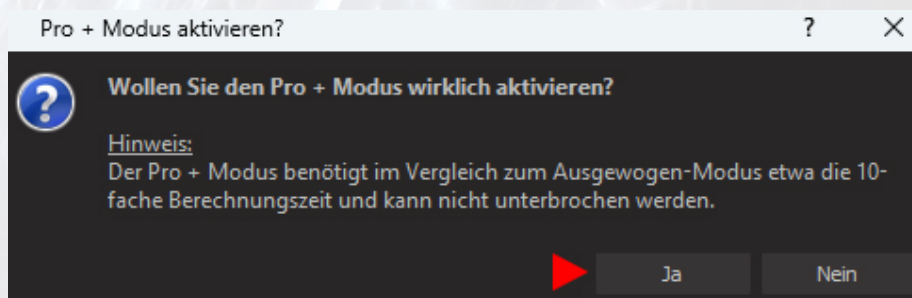 Pro + Modus aktivieren?
?
Wollen Sie den Pro + Modus wirklich aktivieren?
Hinweis:
Der Pro + Modus benötigt im Vergleich zum Ausgewogen-Modus etwa die 10-
fache Berechnungszeit und kann nicht unterbrochen werden.
Ja
Nein